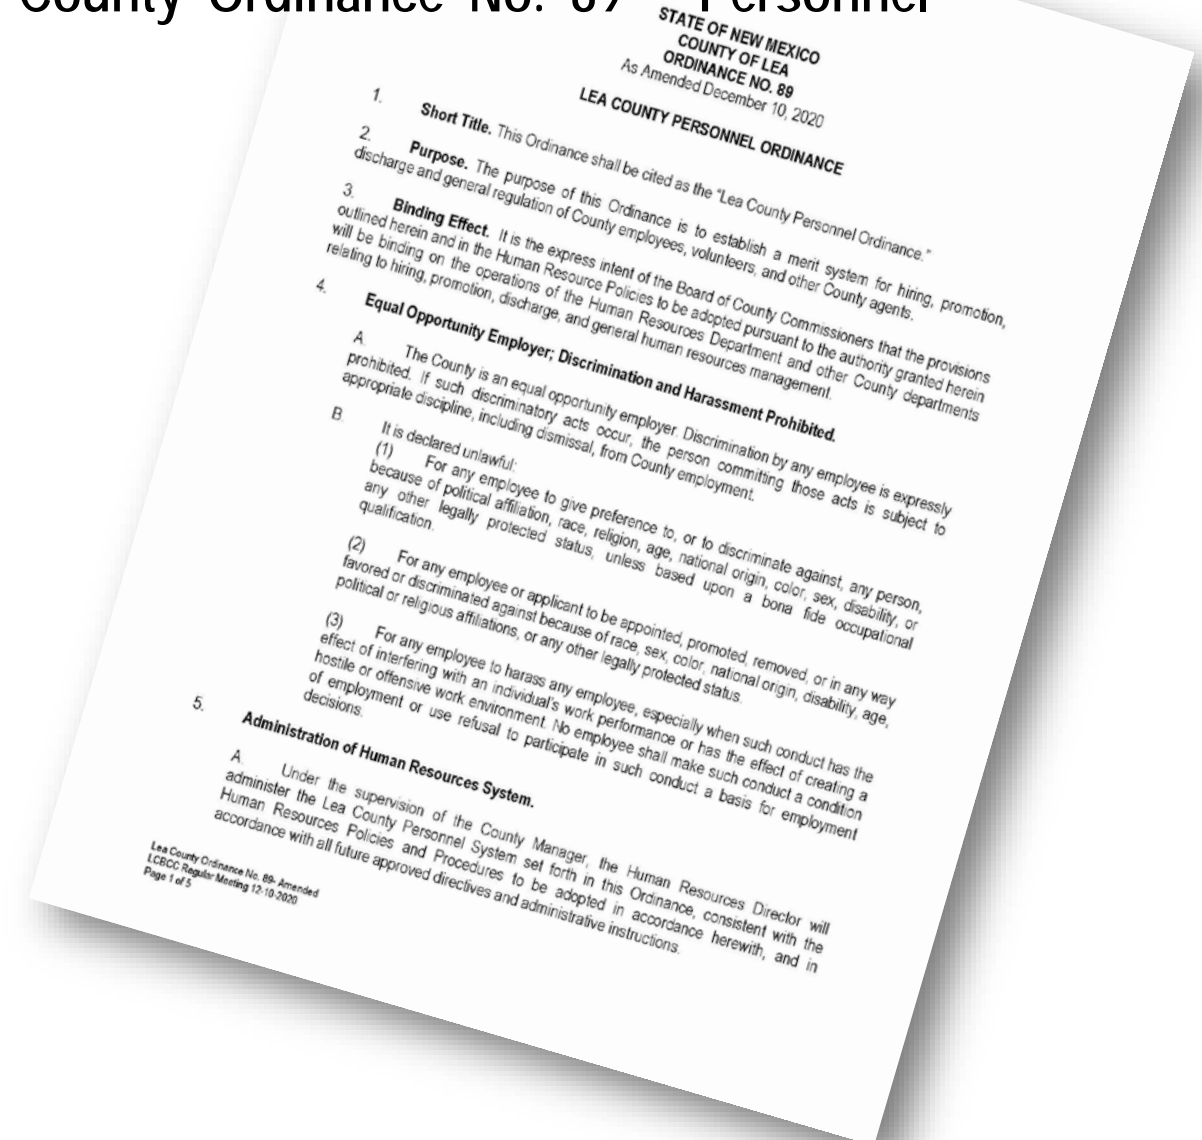 County Ordinance No. 89 - Personnel
STATE OF NEW MEXICO
COUNTY OF LEA
ORDINANCE NO. 89
As Amended December 10, 2020
LEA COUNTY PERSONNEL ORDINANCE
1. Short Title. This Ordinance shall be cited as the "Lea County Personnel Ordinance."
2. Purpose. The purpose of this Ordinance is to establish a merit system for hiring, promotion,
discharge and general regulation of County employees, volunteers, and other County agents.
3. Binding Effect. It is the express intent of the Board of County Commissioners that the provisions
outlined herein and in the Human Resource Policies to be adopted pursuant to the authority granted herein
will be binding on the operations of the Human Resources Department and other County departments
relating to hiring, promotion, discharge, and general human resources management.
4. Equal Opportunity Employer; Discrimination and Harassment Prohibited.
A. The County is an equal opportunity employer. Discrimination by any employee is expressly
prohibited. If such discriminatory acts occur, the person committing those acts is subject to
appropriate discipline, including dismissal, from County employment.
B. It is declared unlawful:
(1) For any employee to give preference to, or to discriminate against, any person,
because of political affiliation, race, religion, age, national origin, color, sex, disability, or
any other legally protected status, unless based upon a bona fide occupational
qualification.
(2) For any employee or applicant to be appointed, promoted, removed, or in any way
favored or discriminated against because of race, sex, color, national origin, disability, age,
political or religious affiliations, or any other legally protected status.
(3) For any employee to harass any employee, especially when such conduct has the
effect of interfering with an individual's work performance or has the effect of creating a
hostile or offensive work environment. No employee shall make such conduct a condition
of employment or use refusal to participate in such conduct a basis for employment
decisions.
5. Administration of Human Resources System.
A. Under the supervision of the County Manager, the Human Resources Director will
administer the Lea County Personnel System set forth in this Ordinance, consistent with the
Human Resources Policies and Procedures to be adopted in accordance herewith, and in
accordance with all future approved directives and administrative instructions.
Lea County Ordinance No. 89- Amended
LCBCC Regular Meeting 12-10-2020
Page 1 of 5